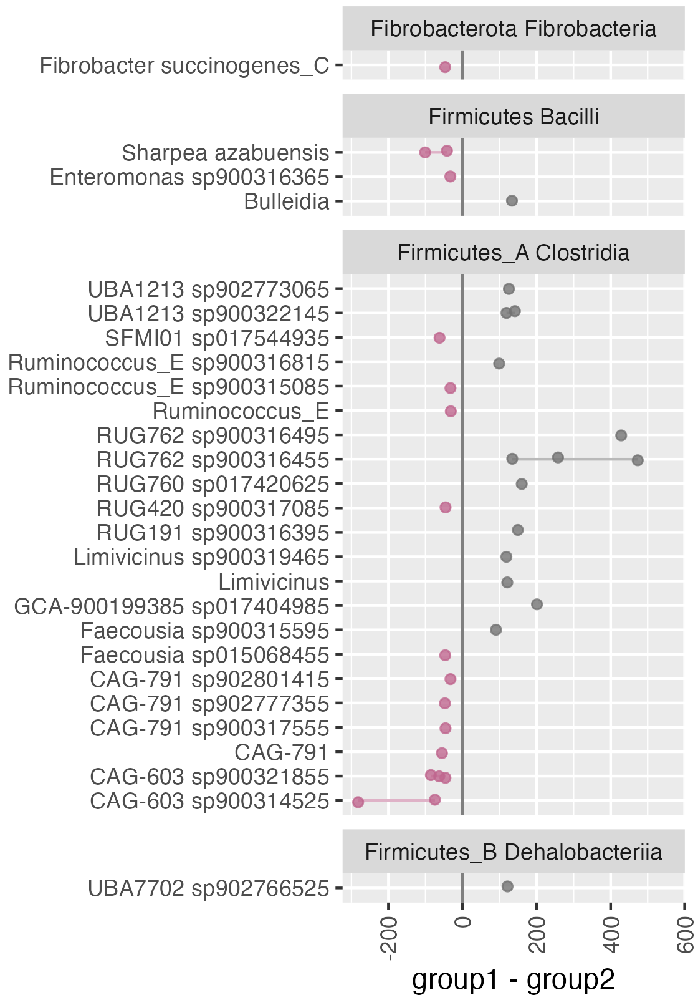 Fibrobacterota Fibrobacteria
Fibrobacter succinogenes_C
Firmicutes Bacilli
Sharpea azabuensis
Enteromonas sp900316365
Bulleidia
Firmicutes_A Clostridia
UBA1213 sp902773065
UBA1213 sp900322145
SFMI01 sp017544935
Ruminococcus_E sp900316815
Ruminococcus_E sp900315085
Ruminococcus_E
RUG762 sp900316495
RUG762 sp900316455
RUG760 sp017420625
RUG420 sp900317085
RUG191 sp900316395
Limivicinus sp900319465
Limivicinus
GCA-900199385 sp017404985
Faecousia sp900315595
Faecousia sp015068455
CAG-791 sp902801415
CAG-791 sp902777355
CAG-791 sp900317555
CAG-791
CAG-603 sp900321855
CAG-603 sp900314525
Firmicutes_B Dehalobacteriia
UBA7702 sp902766525
-200 0 200 400 600
group1 - group2